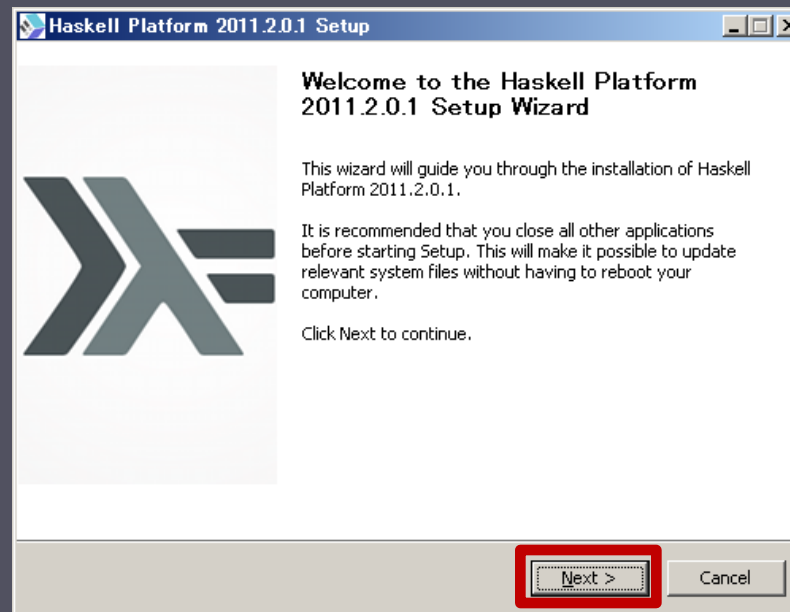 Haskell Platform 2011.2.0.1 Setup
Welcome to the Haskell Platform
2011.2.0.1 Setup Wizard
This wizard will guide you through the installation of Haskell
Platform 2011.2.0.1.
It is recommended that you close all other applications
before starting Setup. This will make it possible to update
relevant system files without having to reboot your
computer.
Click Next to continue.
Next >
Cancel